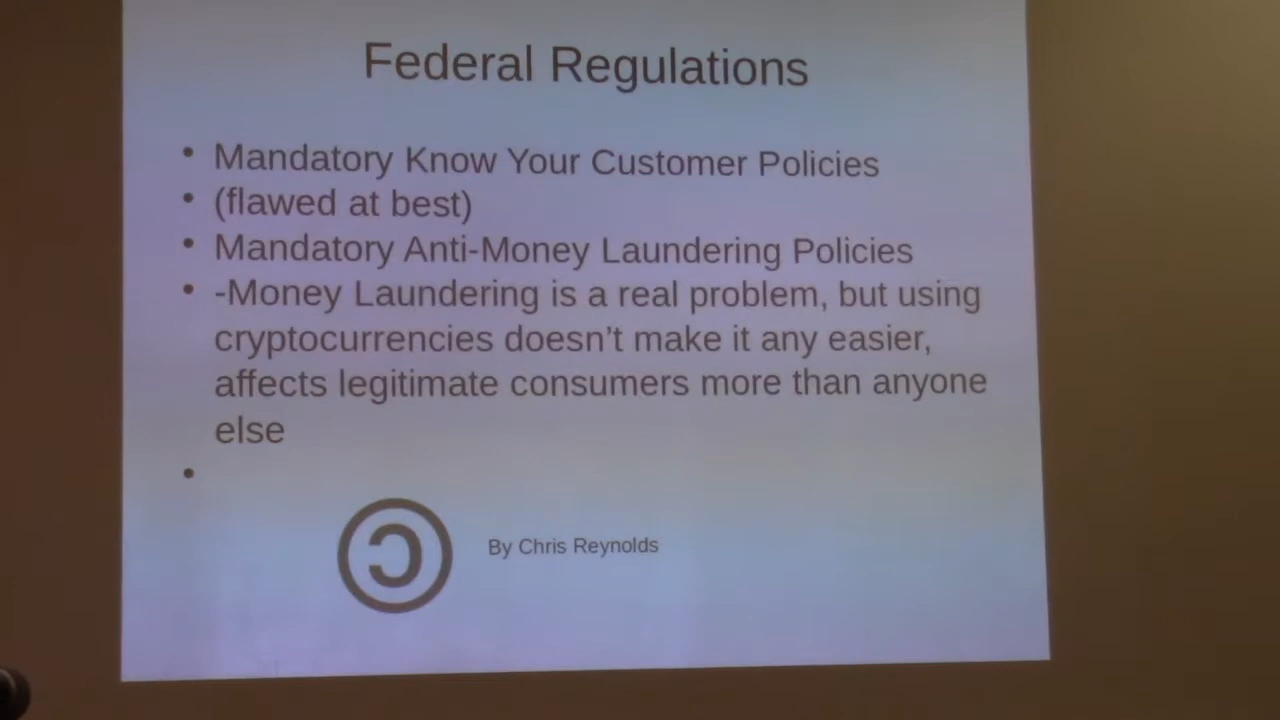 Federal Regulations
• Mandatory Know Your Customer Policies
• (flawed at best)
• Mandatory Anti-Money Laundering Policies
• -Money Laundering is a real problem, but using
cryptocurrencies doesn’t make it any easier,
affects legitimate consumers more than anyone
else
•
By Chris Reynolds